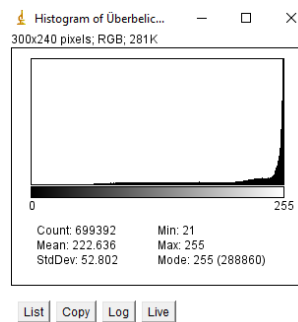 Histogram of Überbelic...
300x240 pixels; RGB; 281K
0 255
Count: 699392 Min: 21
Mean: 222.636 Max: 255
StdDev: 52.802 Mode: 255 (288860)
List Copy Log Live